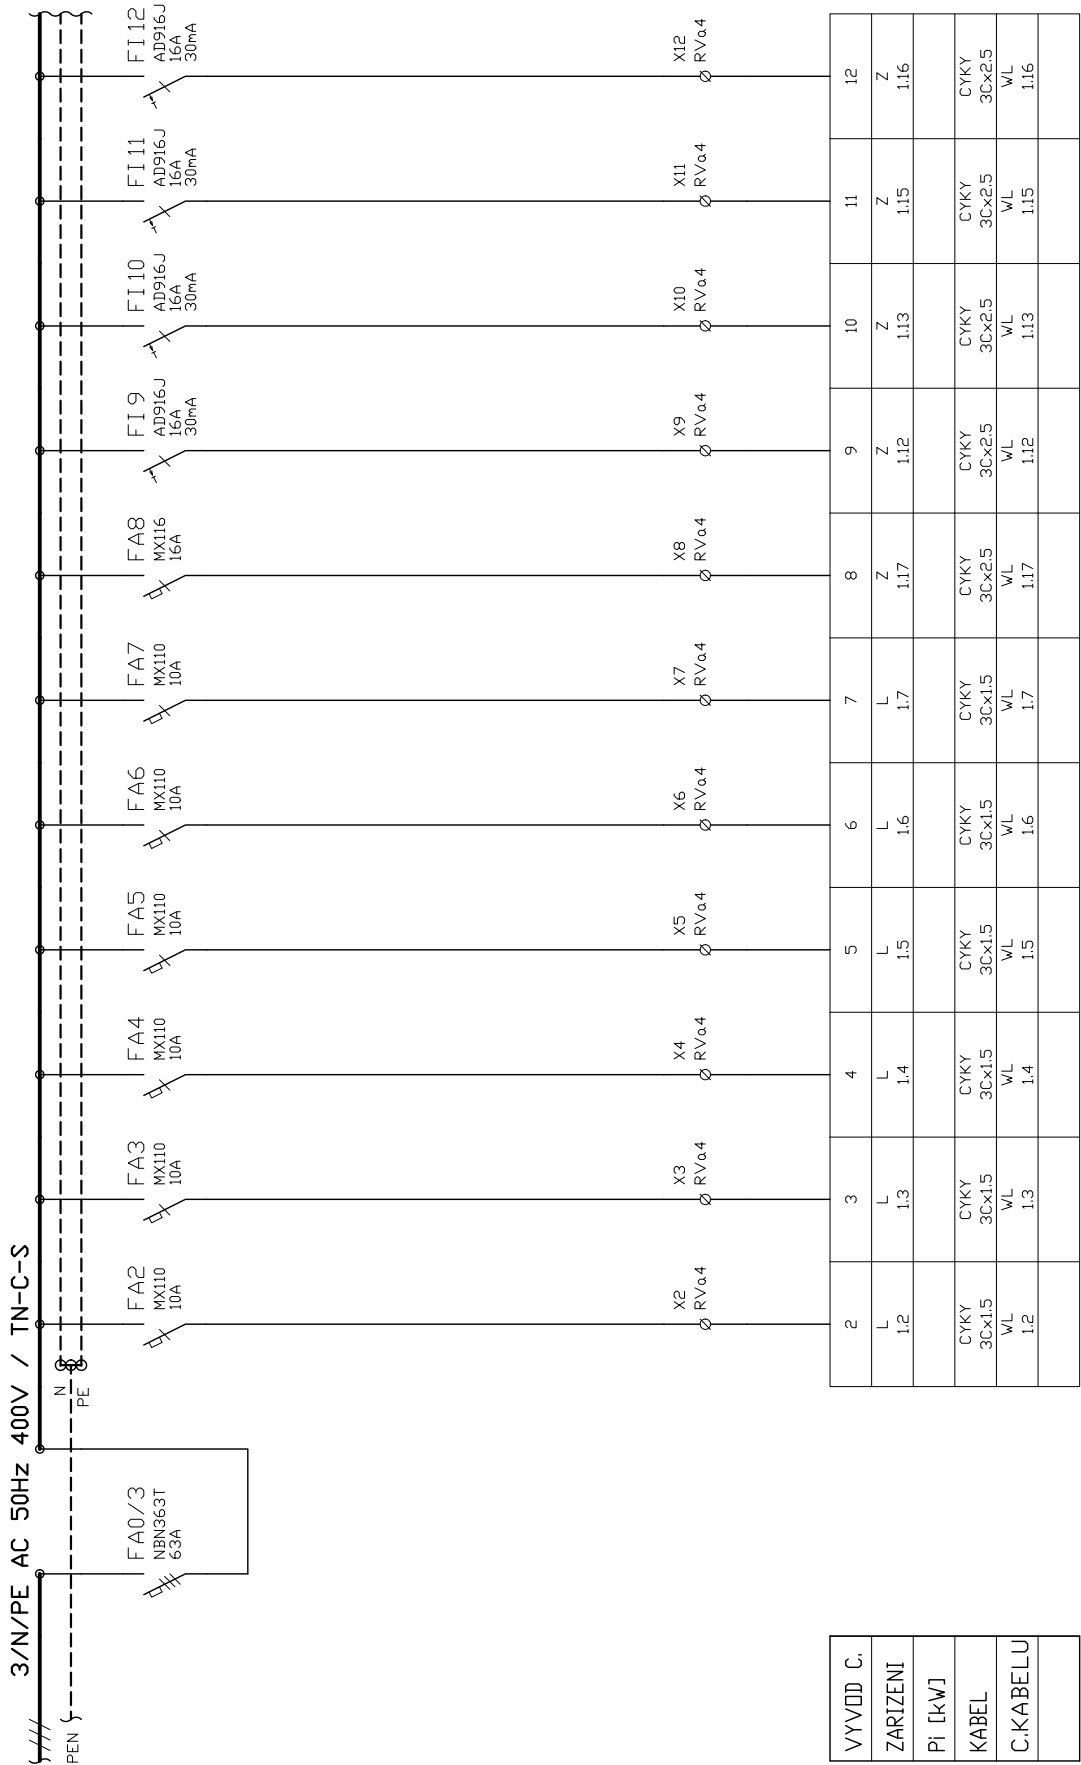 3/N/PE AC 50Hz 400V / TN-C-S
PEN
N
PE
FA0/3
NBN363T
63A
FA2
MX110
10A
FA3
MX110
10A
FA4
MX110
10A
FA5
MX110
10A
FA6
MX110
10A
FA7
MX110
10A
FA8
MX116
16A
FI9
AD916J
16A
30mA
FI10
AD916J
16A
30mA
FI11
AD916J
16A
30mA
FI12
AD916J
16A
30mA
X2
RVa4
X3
RVa4
X4
RVa4
X5
RVa4
X6
RVa4
X7
RVa4
X8
RVa4
X9
RVa4
X10
RVa4
X11
RVa4
X12
RVa4
VYVOD C. 2 3 4 5 6 7 8 9 10 11 12
ZARIZENI L L L L L L Z Z Z Z Z
1.2 1.3 1.4 1.5 1.6 1.7 1.17 1.12 1.13 1.15 1.16
Pi [kW]
KABEL CYKY CYKY CYKY CYKY CYKY CYKY CYKY CYKY CYKY CYKY CYKY
3Cx1.5 3Cx1.5 3Cx1.5 3Cx1.5 3Cx1.5 3Cx1.5 3Cx2.5 3Cx2.5 3Cx2.5 3Cx2.5 3Cx2.5
C.KABELU WL WL WL WL WL WL WL WL WL WL WL
1.2 1.3 1.4 1.5 1.6 1.7 1.17 1.12 1.13 1.15 1.16